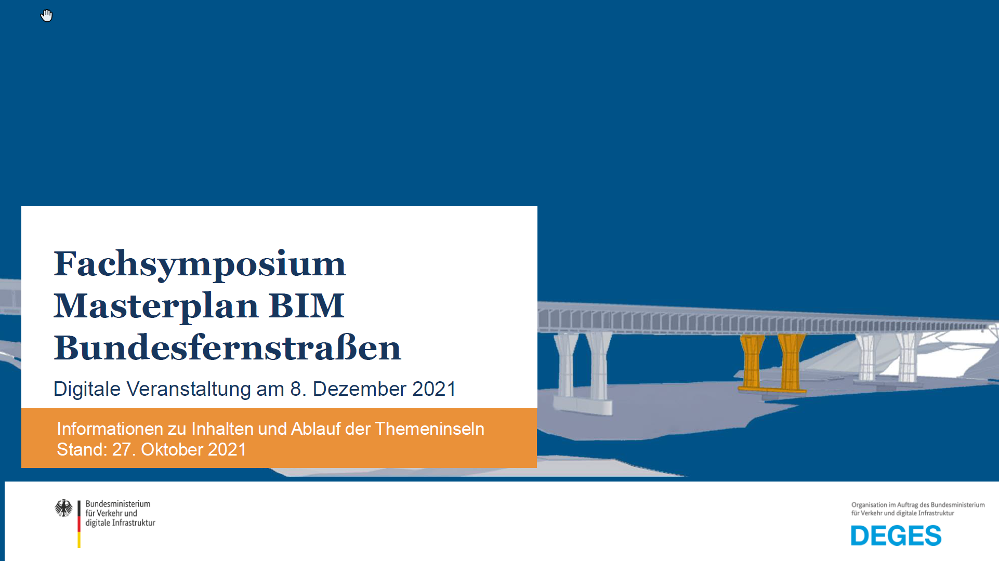 Fachsymposium
Masterplan BIM
Bundesfernstraßen
Digitale Veranstaltung am 8. Dezember 2021
Informationen zu Inhalten und Ablauf der Themeninseln
Stand: 27. Oktober 2021
Bundesministerium
für Verkehr und
digitale Infrastruktur
Organisation im Auftrag des Bundesministerium
für Verkehr und digitale Infrastruktur
DEGES